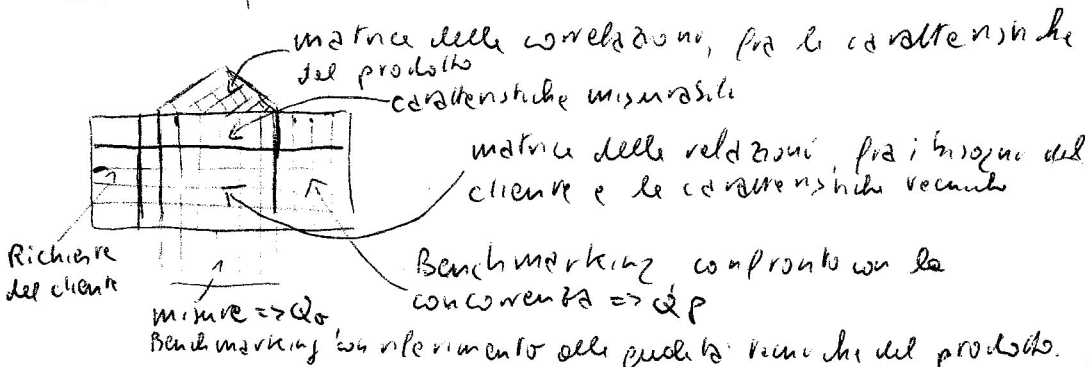 matrice delle correlazioni, fra le caratteristiche
del prodotto
caratteristiche misurabili
matrice delle relazioni fra i bisogni del
cliente e le caratteristiche tecniche
Richieste
del cliente
Benchmarking confronto con la
concorrenza => Qp
misure => Qo
Benchmarking con riferimento alle qualità tecniche del prodotto.